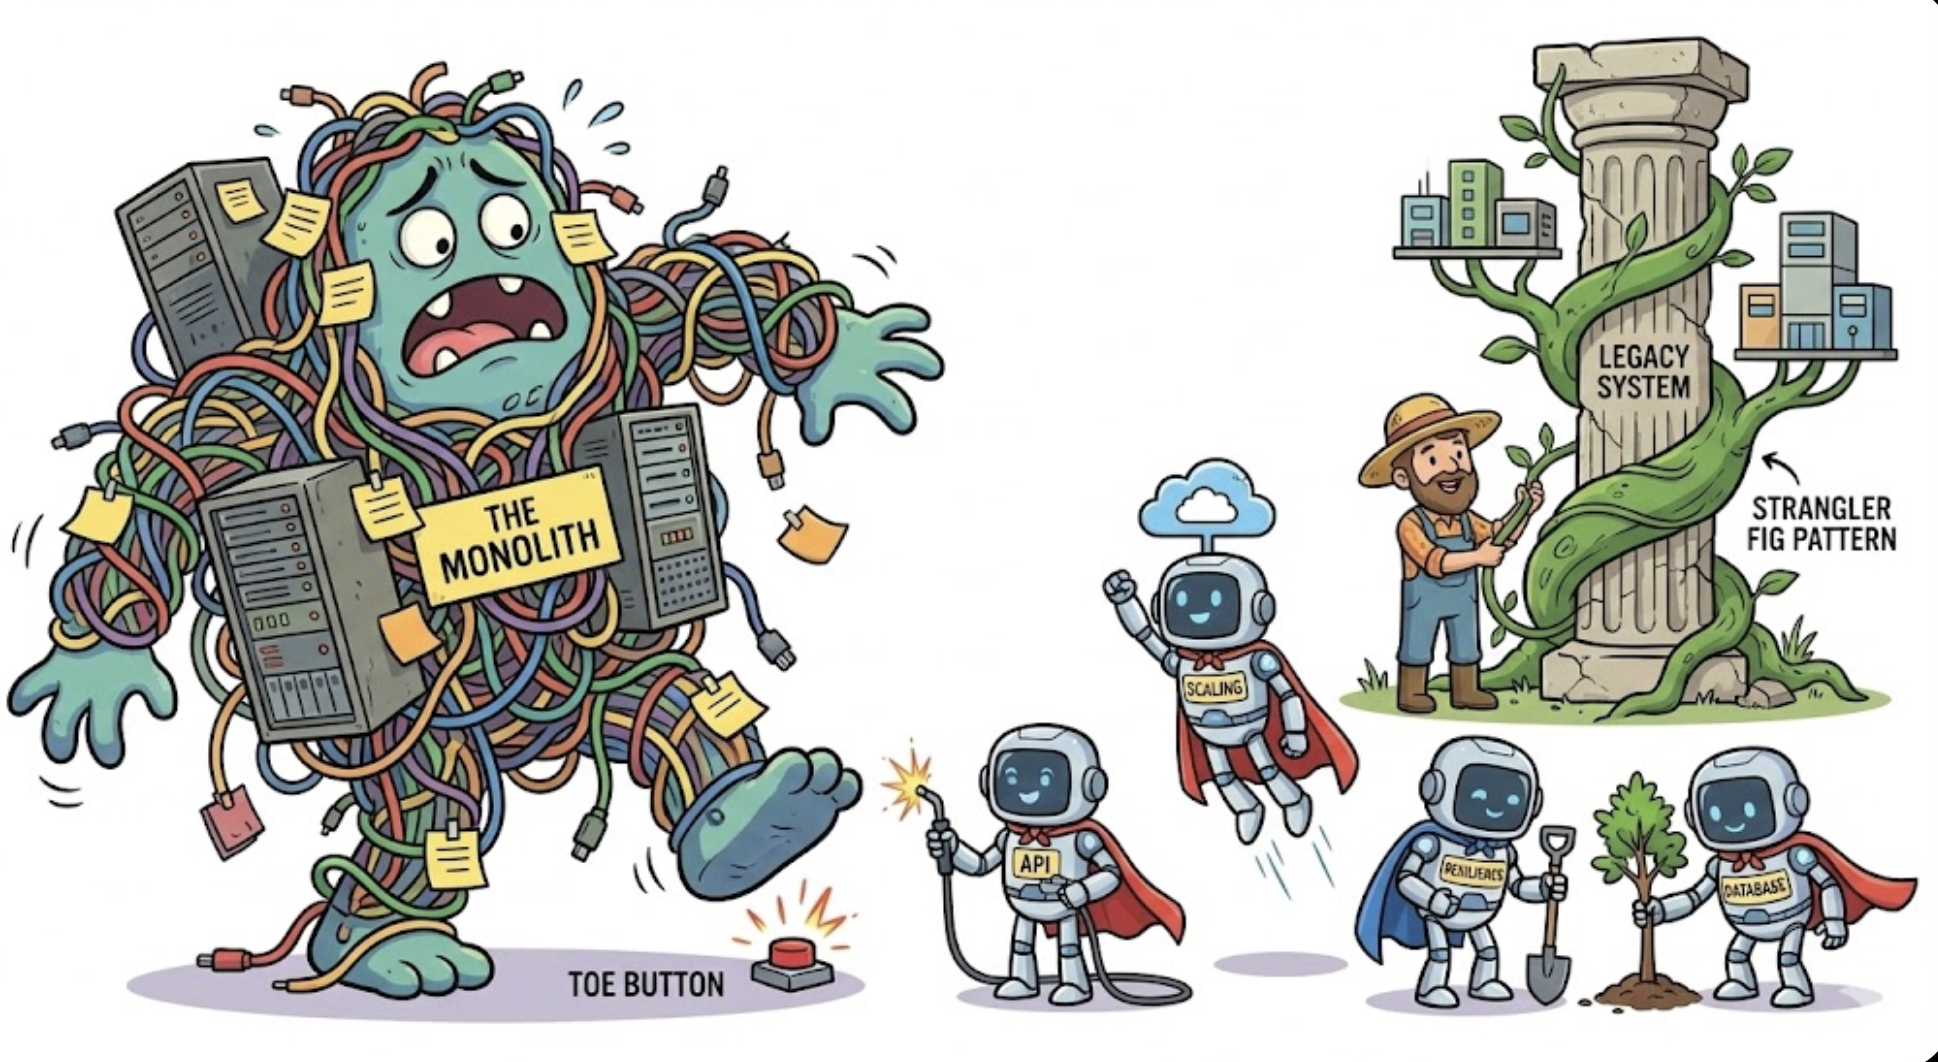 THE
MONOLITH
TOE BUTTON
API
SCALING
LEGACY
SYSTEM
STRANGLER
FIG PATTERN
DATABASE